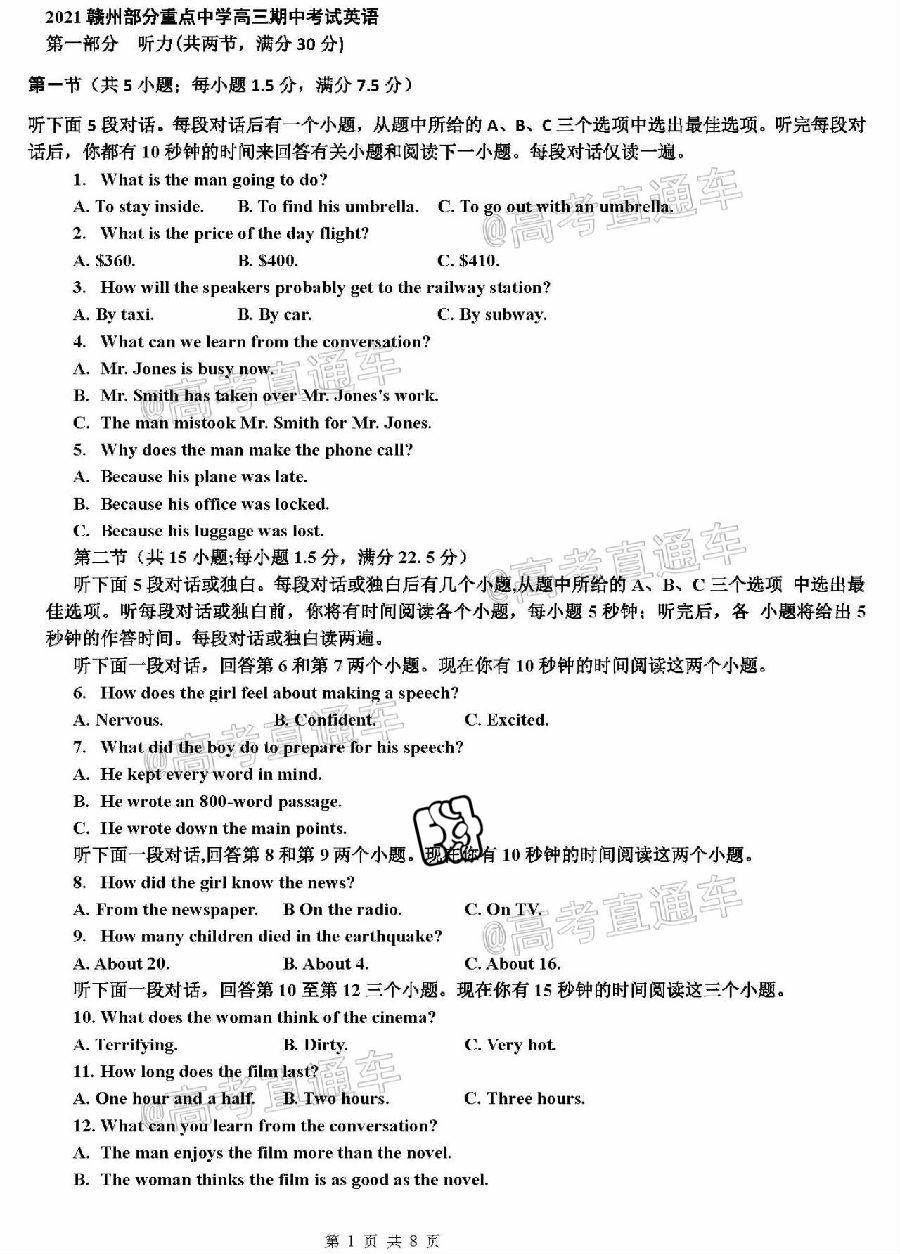 2021 赣州部分重点中学高三期中考试英语
第一部分 听力(共两节，满分 30 分)
第一节（共 5 小题；每小题 1.5 分，满分 7.5 分）
听下面 5 段对话。每段对话后有一个小题，从题中所给的 A、B、C 三个选项中选出最佳选项。听完每段对
话后，你都有 10 秒钟的时间来回答有关小题和阅读下一小题。每段对话仅读一遍。
1. What is the man going to do?
A. To stay inside. B. To find his umbrella. C. To go out with an umbrella.
@高考直通车
2. What is the price of the day flight?
A. $360. B. $400. C. $410.
3. How will the speakers probably get to the railway station?
A. By taxi. B. By car. C. By subway.
4. What can we learn from the conversation?
A. Mr. Jones is busy now.
@高考直通车
B. Mr. Smith has taken over Mr. Jones's work.
C. The man mistook Mr. Smith for Mr. Jones.
5. Why does the man make the phone call?
A. Because his plane was late.
B. Because his office was locked.
C. Because his luggage was lost.
@高考直通车
第二节（共 15 小题;每小题 1.5 分，满分 22. 5 分）
听下面 5 段对话或独白。每段对话或独白后有几个小题,从题中所给的 A、B、C 三个选项 中选出最
佳选项。听每段对话或独白前，你将有时间阅读各个小题，每小题 5 秒钟；听完后，各 小题将给出 5
秒钟的作答时间。每段对话或独白读两遍。
听下面一段对话，回答第 6 和第 7 两个小题。现在你有 10 秒钟的时间阅读这两个小题。
6. How does the girl feel about making a speech?
A. Nervous. B. Confident. C. Excited.
@高考直通车
7. What did the boy do to prepare for his speech?
A. He kept every word in mind.
B. He wrote an 800-word passage.
C. He wrote down the main points.
听下面一段对话,回答第 8 和第 9 两个小题。现在你有 10 秒钟的时间阅读这两个小题。
8. How did the girl know the news?
A. From the newspaper. B On the radio. C. On TV.
@高考直通车
9. How many children died in the earthquake?
A. About 20. B. About 4. C. About 16.
听下面一段对话，回答第 10 至第 12 三个小题。现在你有 15 秒钟的时间阅读这三个小题。
10. What does the woman think of the cinema?
A. Terrifying. B. Dirty. C. Very hot.
11. How long does the film last?
@高考直通车
A. One hour and a half. B. Two hours. C. Three hours.
12. What can you learn from the conversation?
A. The man enjoys the film more than the novel.
B. The woman thinks the film is as good as the novel.
第 1 页 共 8 页